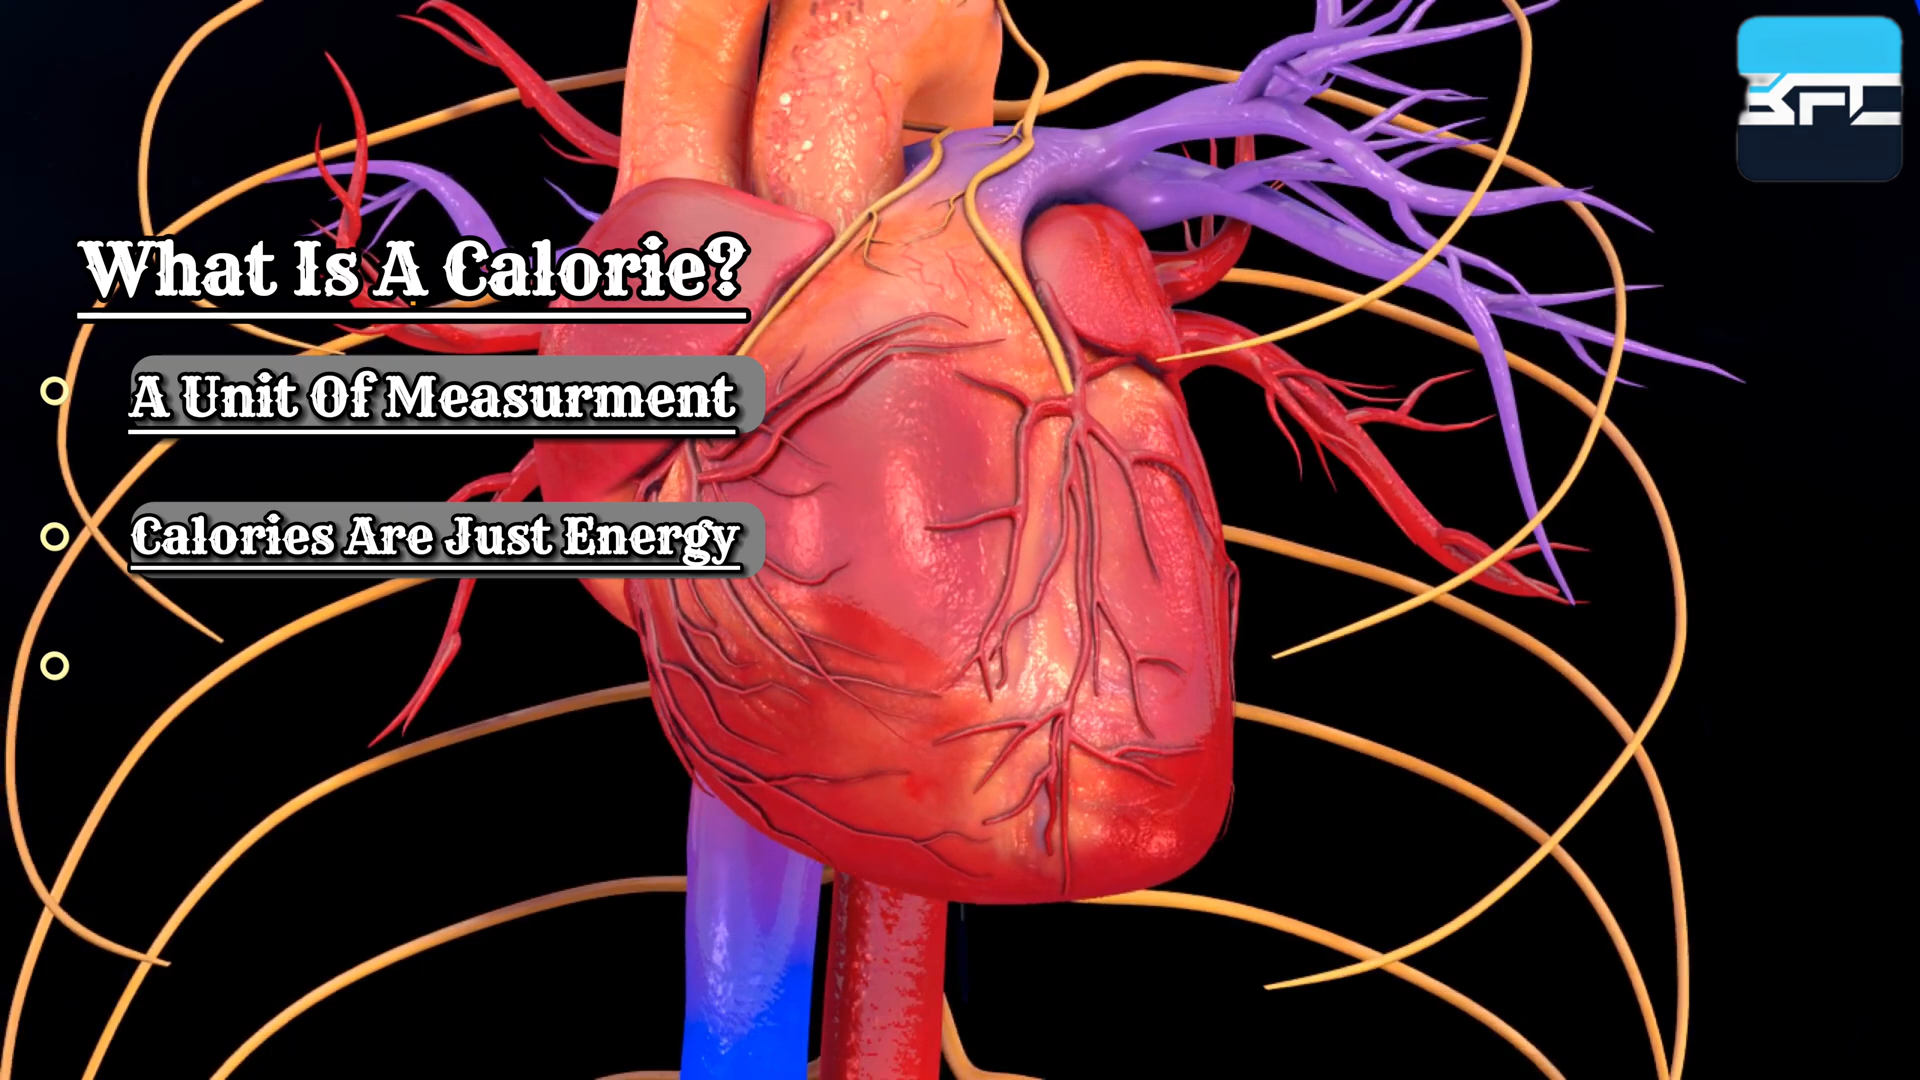 What Is A Calorie?
A Unit Of Measurment
Calories Are Just Energy